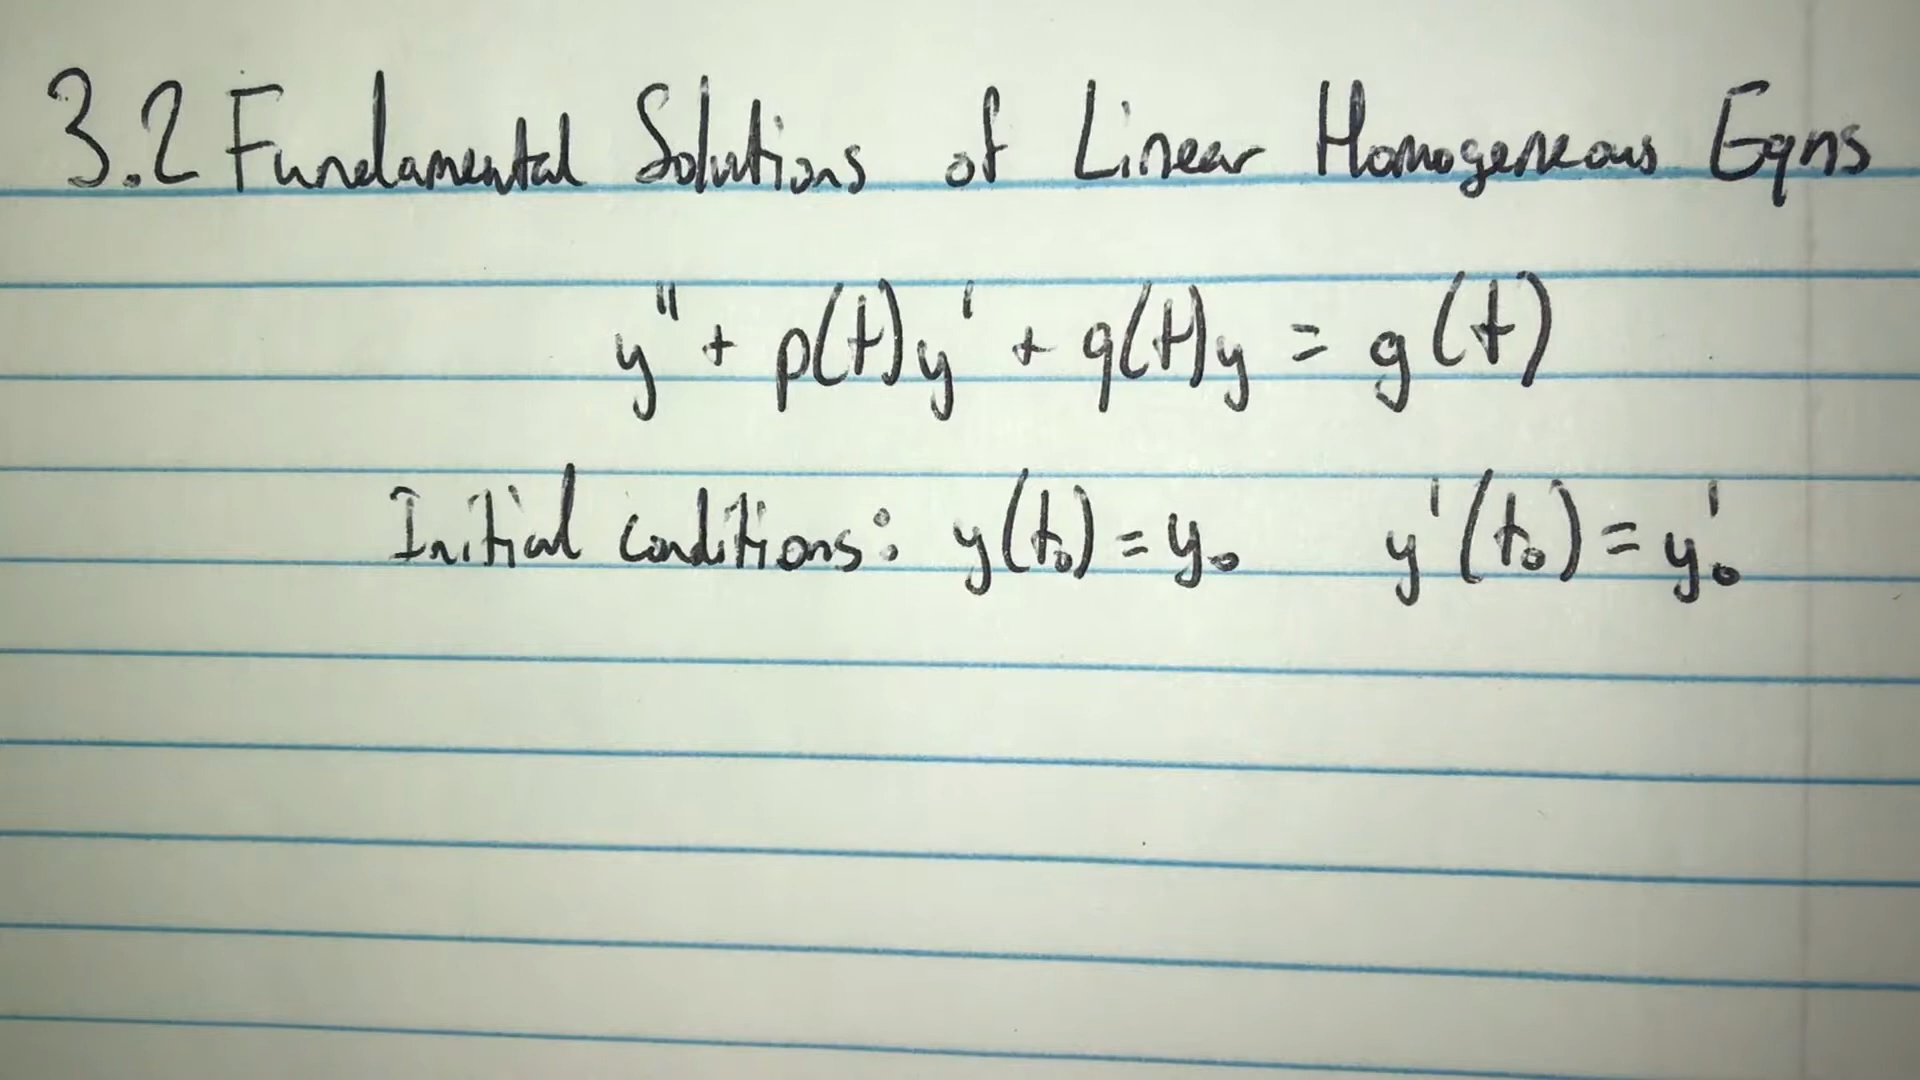 3.2 Fundamental Solutions of Linear Homogeneous Eqns
y" + p(t)y' + q(t)y = g(t)
Initial conditions: y(t₀) = y₀ y'(t₀) = y'₀